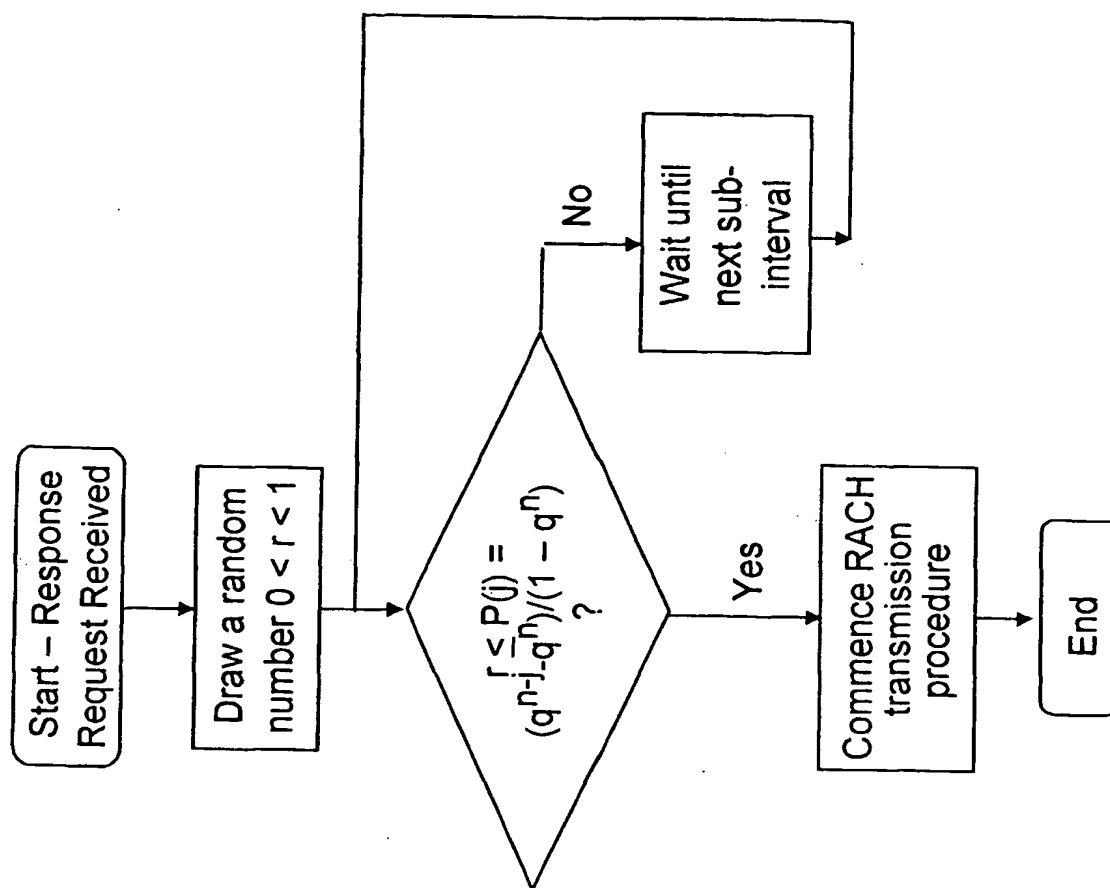 Start – Response
Request Received
Draw a random
number 0 < r < 1
r ≤ P(j) =
(q^n-j-q^n)/(1 – q^n)
?
No
Wait until
next sub-
interval
Yes
Commence RACH
transmission
procedure
End